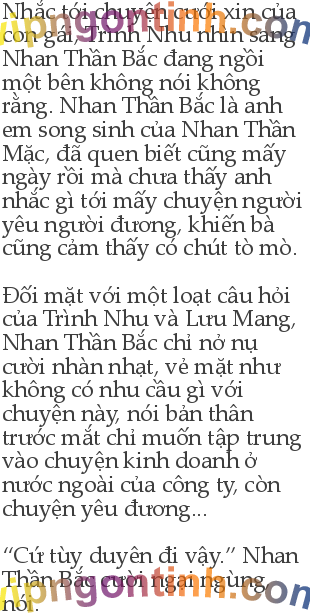 Nhắc tới chuyện cưới xin của
con gái, Trình Nhu nhìn sang
Nhan Thần Bắc đang ngồi
một bên không nói không
rằng. Nhan Thần Bắc là anh
em song sinh của Nhan Thần
Mặc, đã quen biết cũng mấy
ngày rồi mà chưa thấy anh
nhắc gì tới mấy chuyện người
yêu người đương, khiến bà
cũng cảm thấy có chút tò mò.

Đối mặt với một loạt câu hỏi
của Trình Nhu và Lưu Mang,
Nhan Thần Bắc chỉ nở nụ
cười nhàn nhạt, vẻ mặt như
không có nhu cầu gì với
chuyện này, nói bản thân
trước mắt chỉ muốn tập trung
vào chuyện kinh doanh ở
nước ngoài của công ty, còn
chuyện yêu đương...

“Cứ tùy duyên đi vậy.” Nhan
Thần Bắc cười ngại ngùng,
nói.
vipngontinh.com
vipngontinh.com